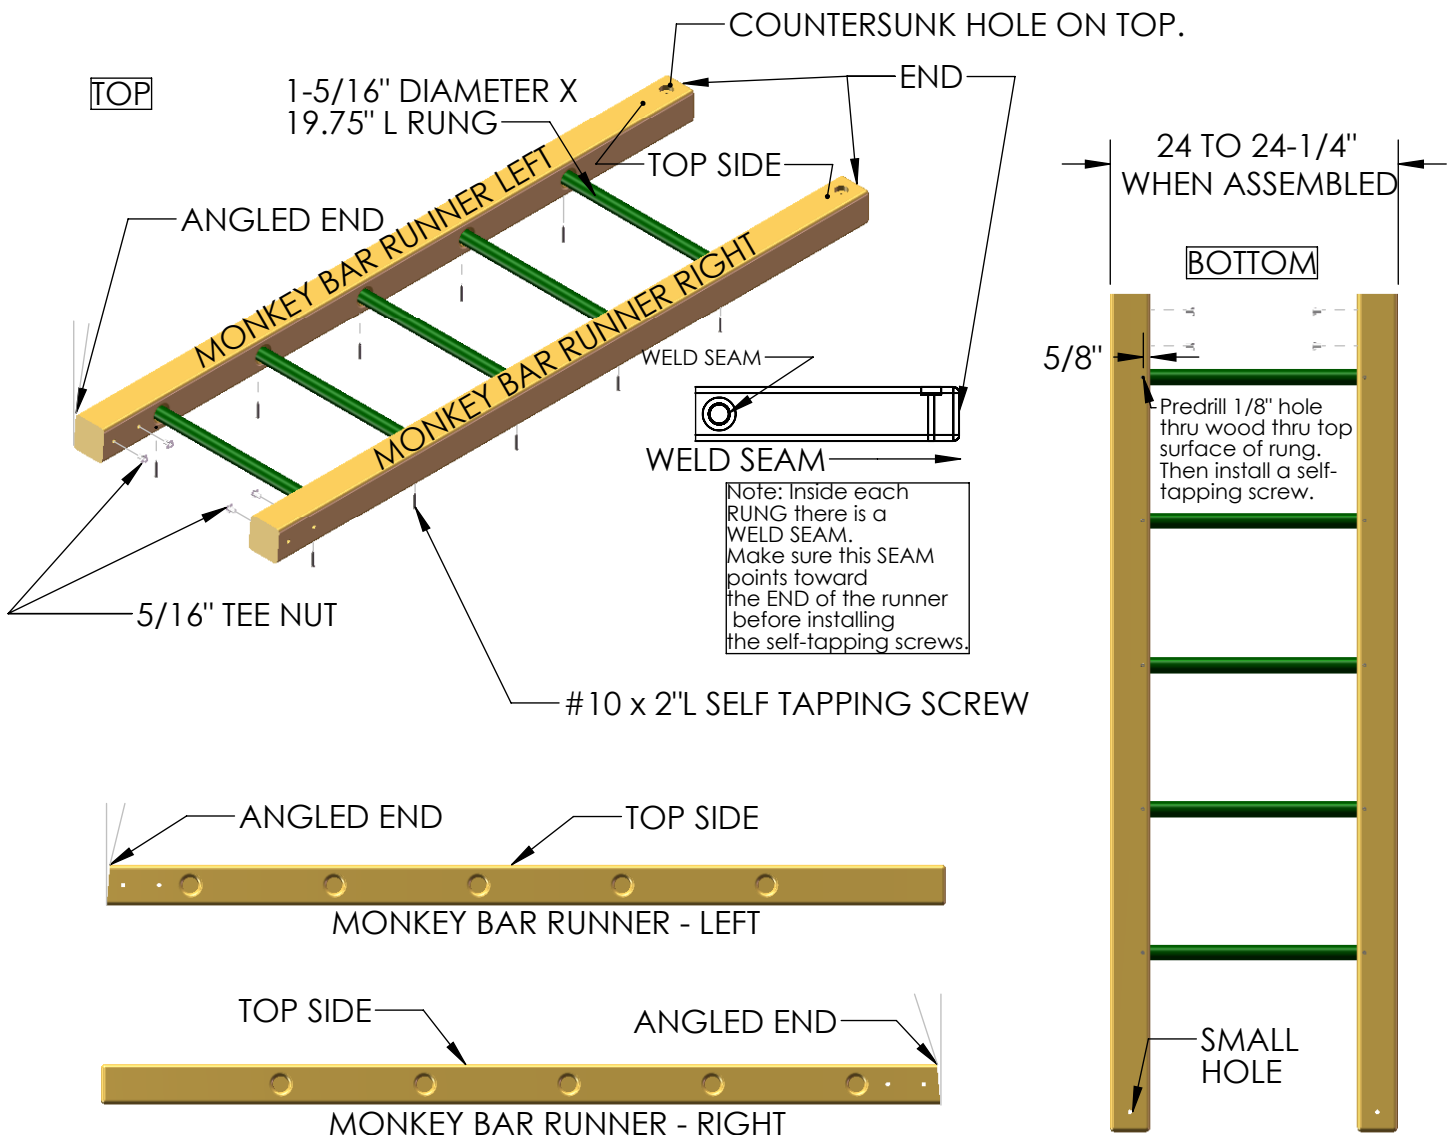 COUNTERSUNK HOLE ON TOP.
TOP
1-5/16" DIAMETER X
19.75" L RUNG
END
TOP SIDE
ANGLED END
MONKEY BAR RUNNER LEFT
MONKEY BAR RUNNER RIGHT
24 TO 24-1/4"
WHEN ASSEMBLED
BOTTOM
5/8"
Predrill 1/8" hole
thru wood thru top
surface of rung.
Then install a self-
tapping screw.
WELD SEAM
WELD SEAM
Note: Inside each
RUNG there is a
WELD SEAM.
Make sure this SEAM
points toward
the END of the runner
before installing
the self-tapping screws.
5/16" TEE NUT
#10 x 2"L SELF TAPPING SCREW
ANGLED END
TOP SIDE
MONKEY BAR RUNNER - LEFT
TOP SIDE
ANGLED END
MONKEY BAR RUNNER - RIGHT
SMALL
HOLE